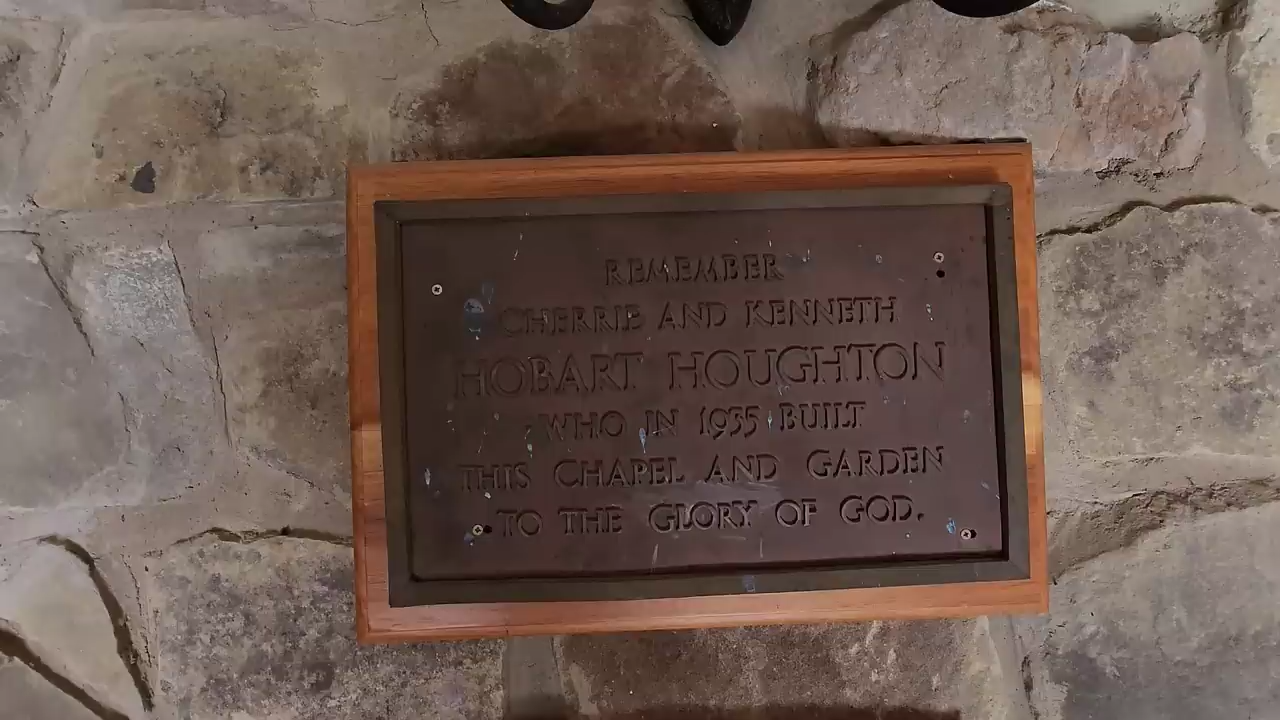 REMEMBER
CHERRIE AND KENNETH
HOBART HOUGHTON
WHO IN 1935 BUILT
THIS CHAPEL AND GARDEN
TO THE GLORY OF GOD.